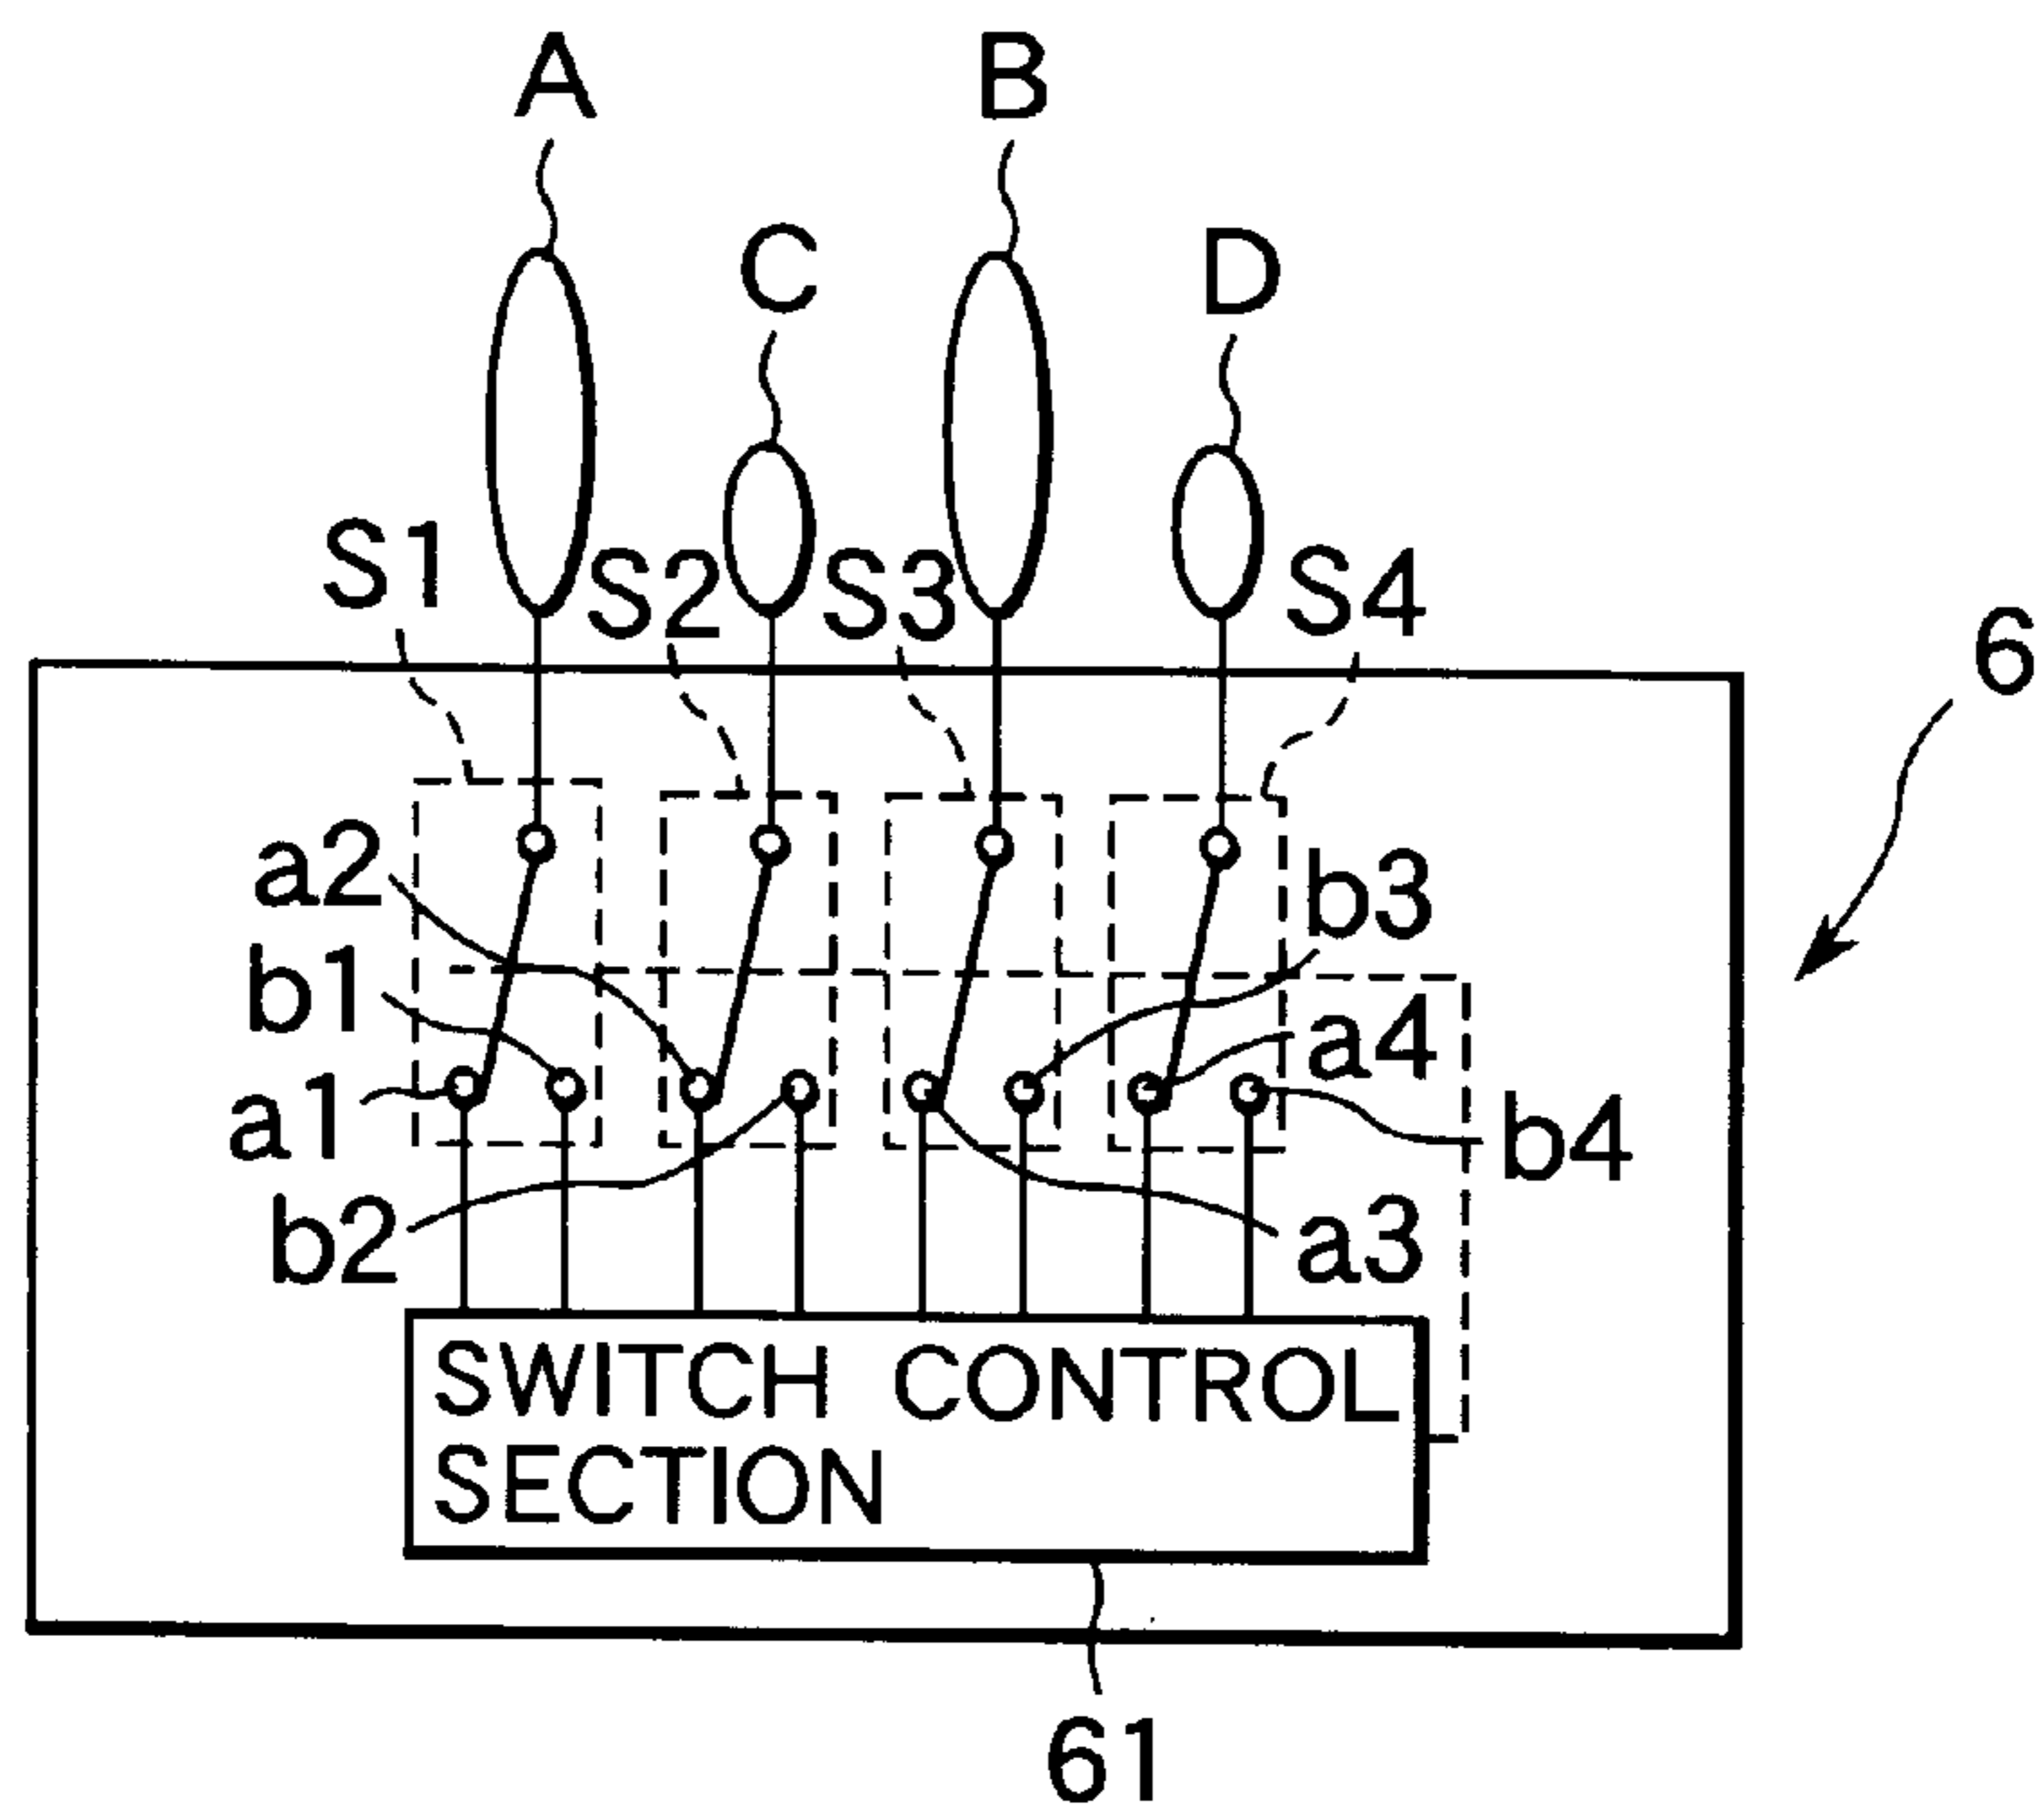 A
B
C
D
S1
S2
S3
S4
6
a2
b3
b1
a4
a1
b4
b2
a3
SWITCH CONTROL
SECTION
61